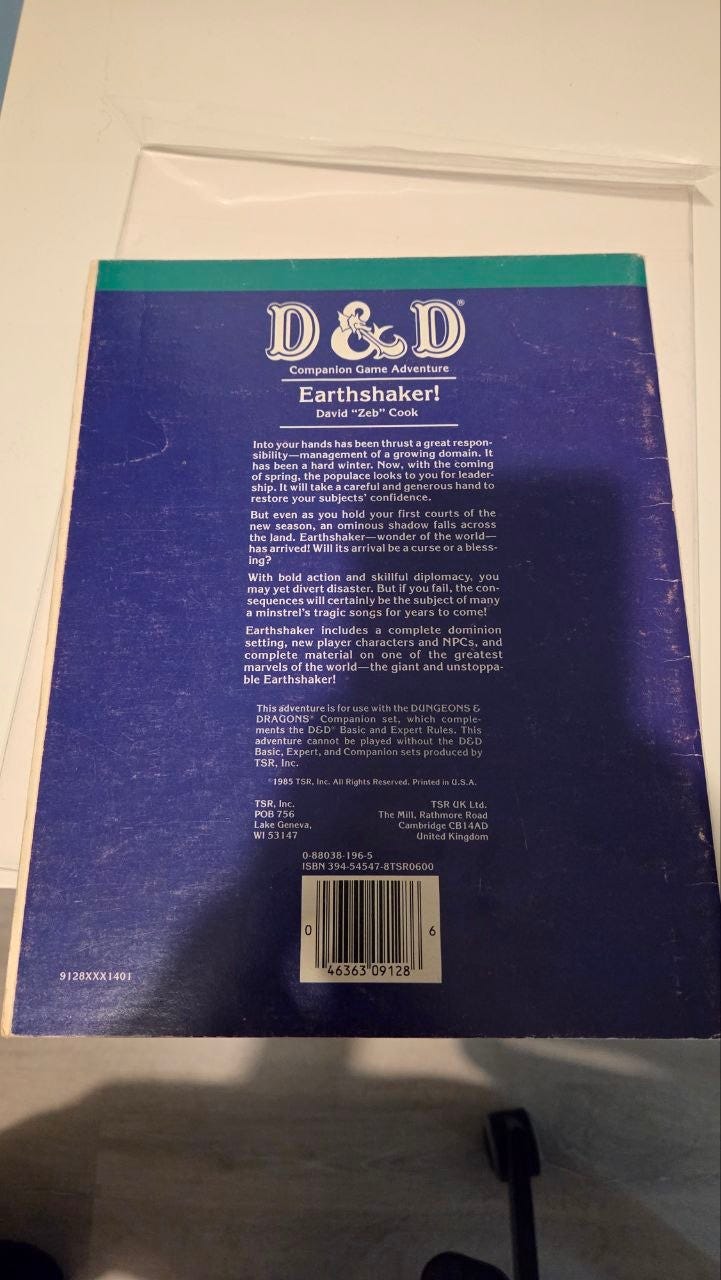 D&D®
Companion Game Adventure
Earthshaker!
David "Zeb" Cook
Into your hands has been thrust a great respon-
sibility—management of a growing domain. It
has been a hard winter. Now, with the coming
of spring, the populace looks to you for leader-
ship. It will take a careful and generous hand to
restore your subjects' confidence.
But even as you hold your first courts of the
new season, an ominous shadow falls across
the land. Earthshaker—wonder of the world—
has arrived! Will its arrival be a curse or a bless-
ing?
With bold action and skillful diplomacy, you
may yet divert disaster. But if you fail, the con-
sequences will certainly be the subject of many
a minstrel's tragic songs for years to come!
Earthshaker includes a complete dominion
setting, new player characters and NPCs, and
complete material on one of the greatest
marvels of the world—the giant and unstoppa-
ble Earthshaker!
This adventure is for use with the DUNGEONS &
DRAGONS® Companion set, which comple-
ments the D&D® Basic and Expert Rules. This
adventure cannot be played without the D&D
Basic, Expert, and Companion sets produced by
TSR, Inc.
©1985 TSR, Inc. All Rights Reserved. Printed in U.S.A.
TSR, Inc.
POB 756
Lake Geneva,
WI 53147
TSR UK Ltd.
The Mill, Rathmore Road
Cambridge CB14AD
United Kingdom
0-88038-196-5
ISBN 394-54547-8TSR0600
0 46363 09128 6
9128XXX1401